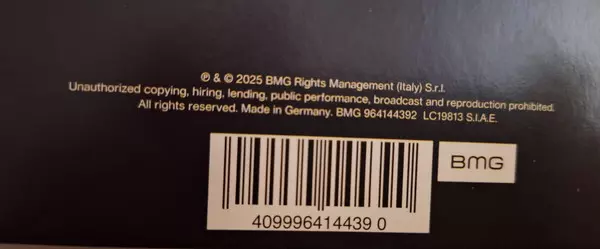 ℗ & © 2025 BMG Rights Management (Italy) S.r.l.
Unauthorized copying, hiring, lending, public performance, broadcast and reproduction prohibited.
All rights reserved. Made in Germany. BMG 964144392 LC19813 S.I.A.E.
BMG
409996414439 0